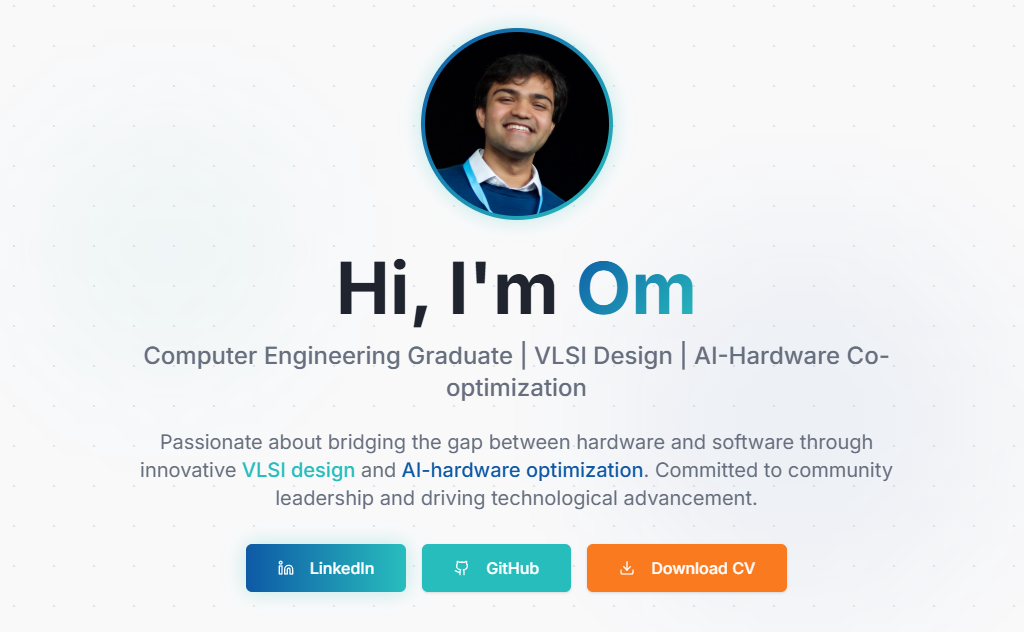 Hi, I'm Om
Computer Engineering Graduate | VLSI Design | AI-Hardware Co-
optimization
Passionate about bridging the gap between hardware and software through
innovative VLSI design and AI-hardware optimization. Committed to community
leadership and driving technological advancement.
LinkedIn
GitHub
Download CV